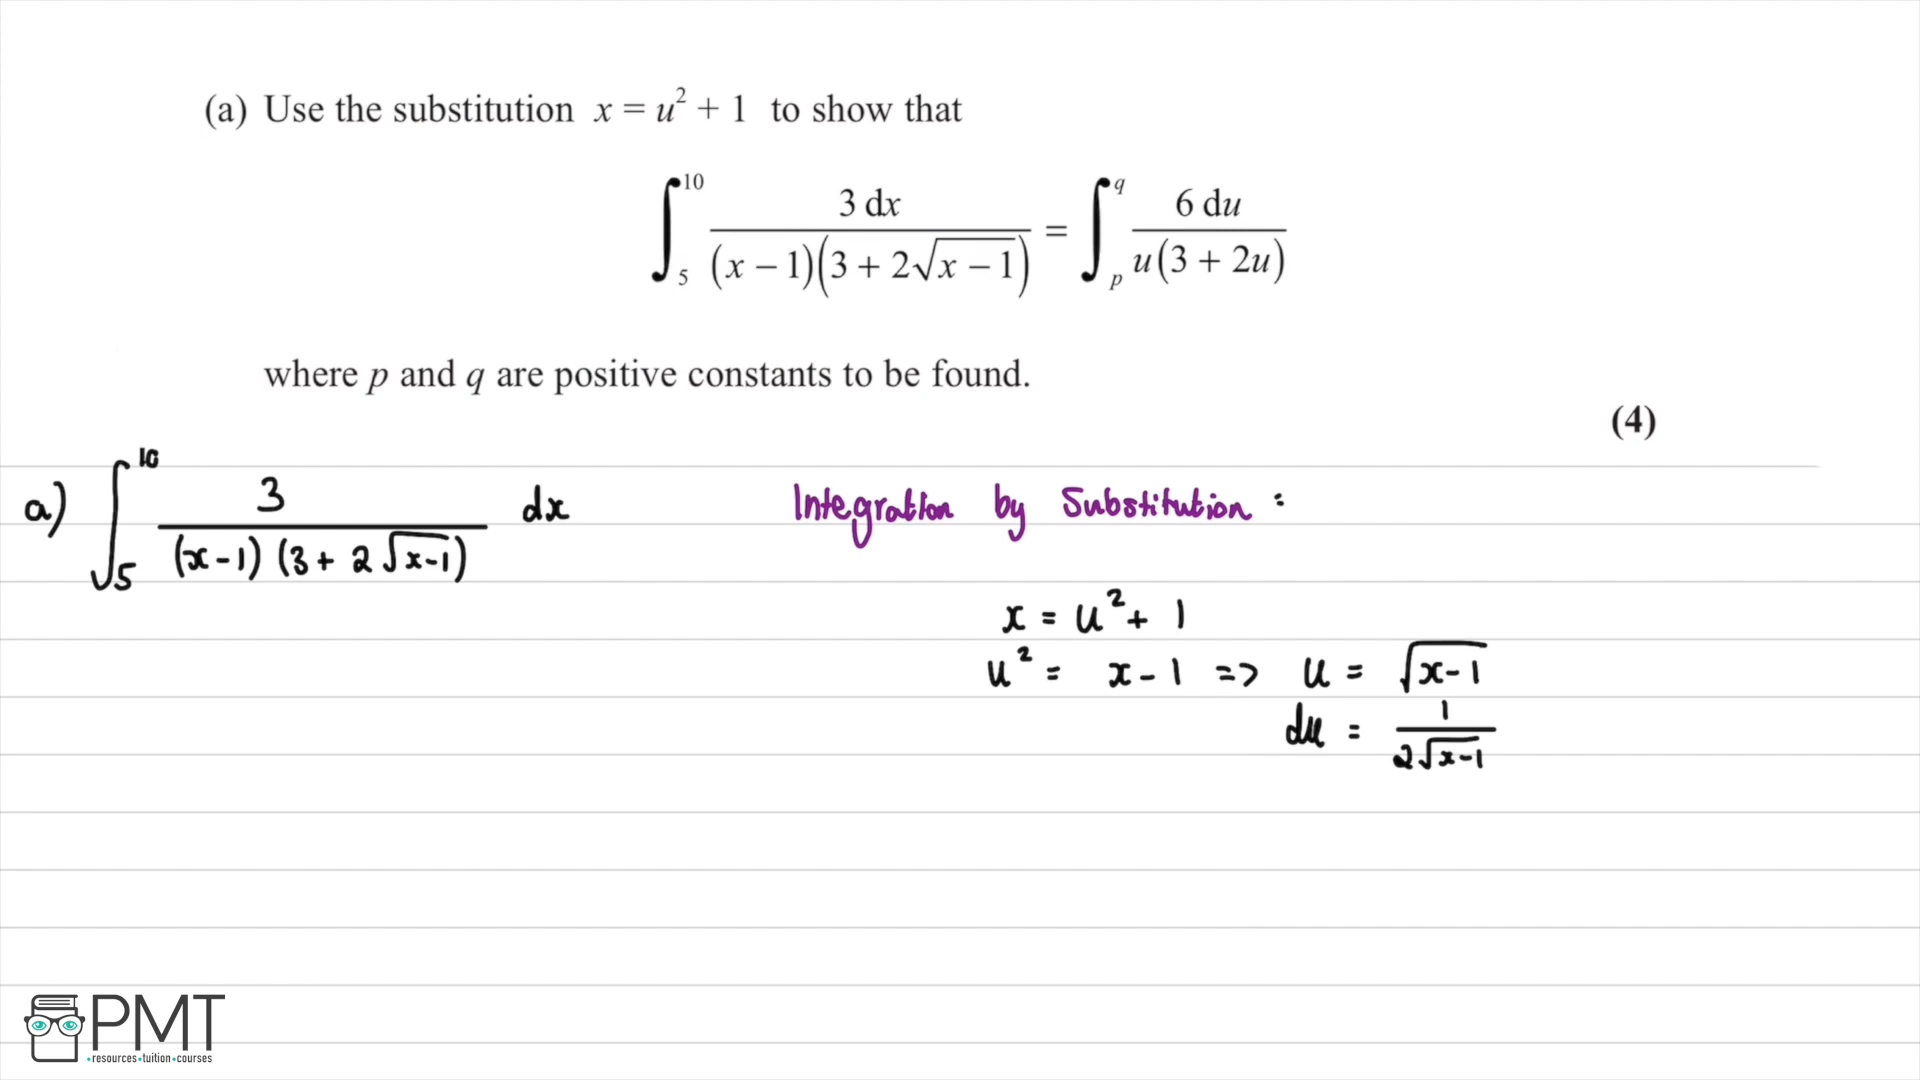 (a) Use the substitution x = u² + 1 to show that
∫₅¹⁰ 3 dx / ((x − 1)(3 + 2√(x − 1))) = ∫ₚ^q 6 du / (u(3 + 2u))
where p and q are positive constants to be found.
(4)
a) ∫₅¹⁰ 3 / ((x-1) (3 + 2√(x-1))) dx
Integration by Substitution :
x = u² + 1
u² = x - 1 => u = √(x-1)
du = 1 / (2√(x-1))
PMT
•resources•tuition•courses